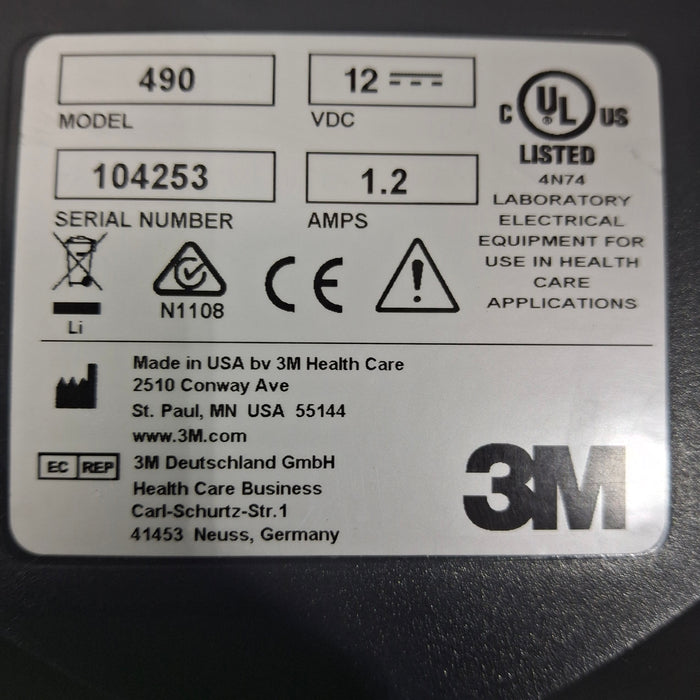 490
MODEL
12
VDC
104253
SERIAL NUMBER
1.2
AMPS
C UL US
®
LISTED
4N74
LABORATORY
ELECTRICAL
EQUIPMENT FOR
USE IN HEALTH
CARE
APPLICATIONS
Li
N1108
CE
Made in USA by 3M Health Care
2510 Conway Ave
St. Paul, MN USA 55144
www.3M.com
EC REP
3M Deutschland GmbH
Health Care Business
Carl-Schurtz-Str.1
41453 Neuss, Germany
3M